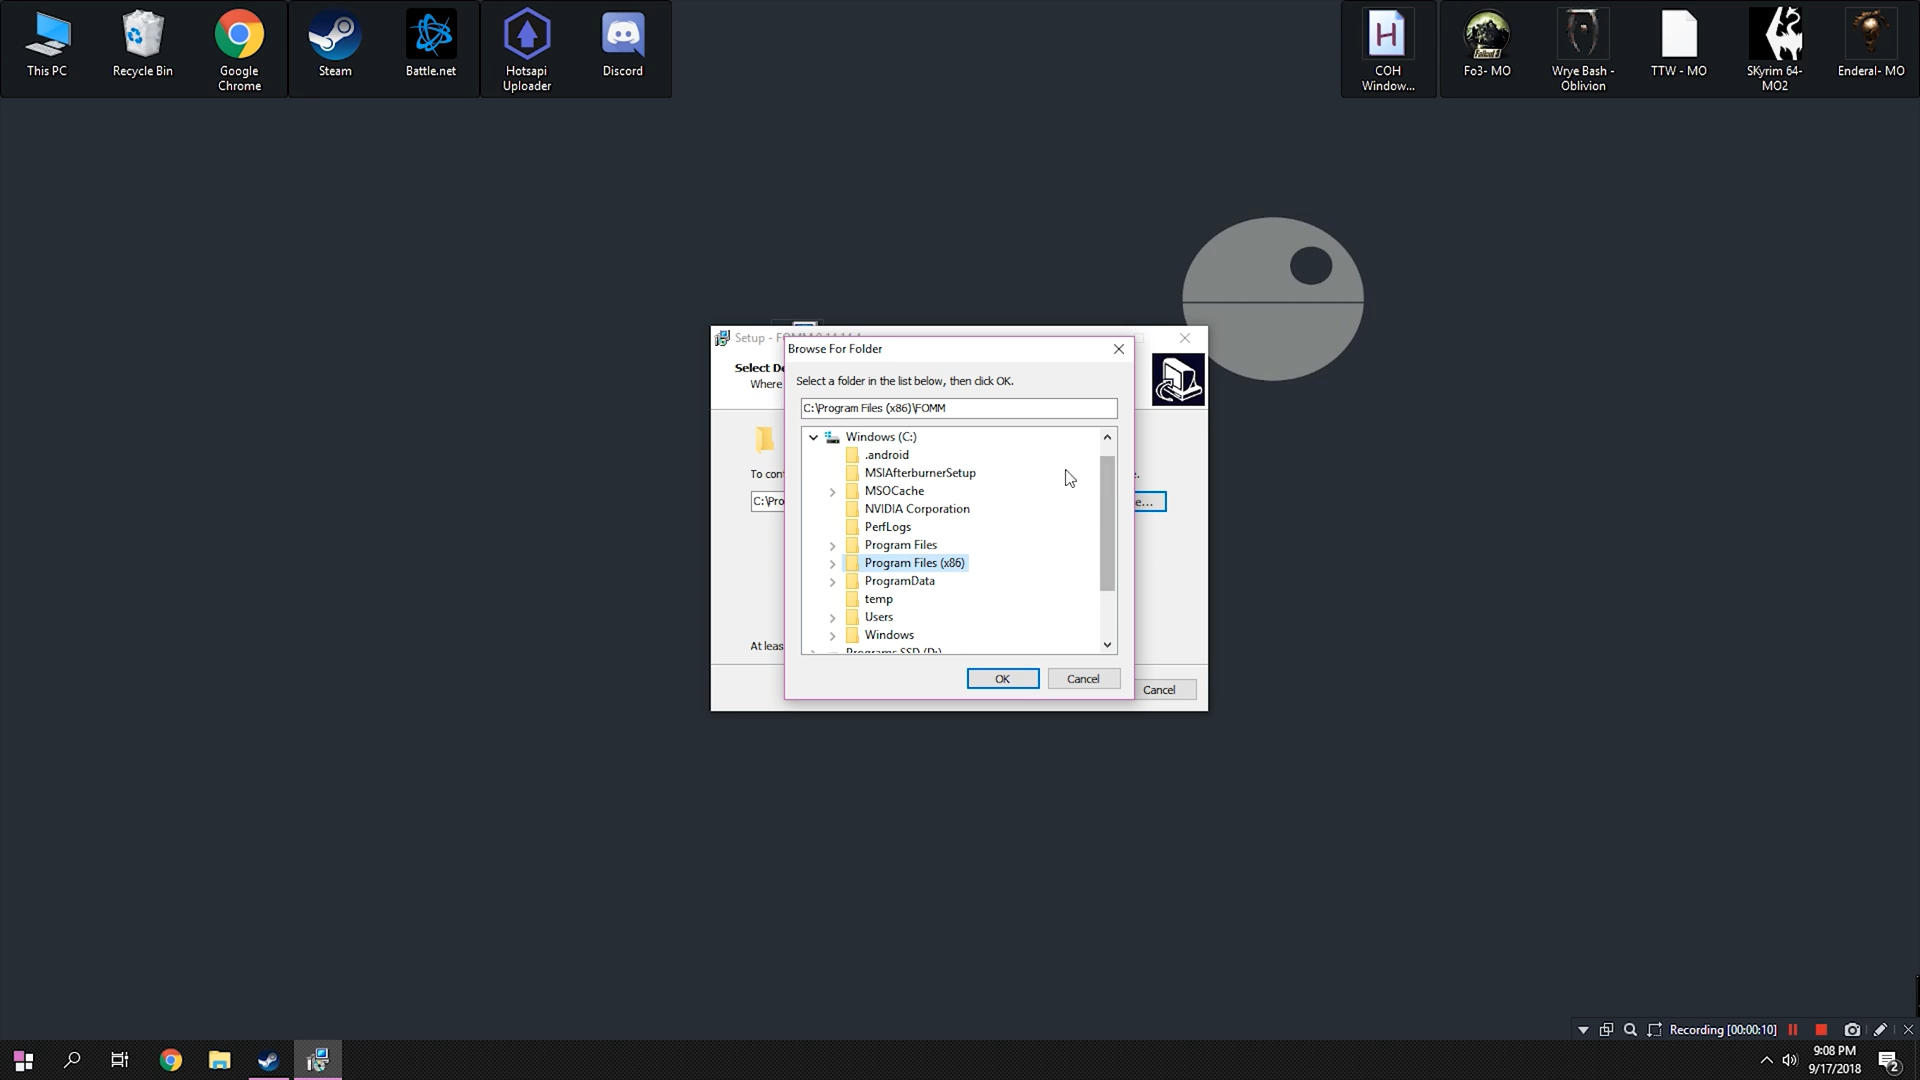 This PC
Recycle Bin
Google
Chrome
Steam
Battle.net
Hotsapi
Uploader
Discord
H
COH
Window...
Fo3- MO
Wrye Bash -
Oblivion
TTW - MO
SKyrim 64-
MO2
Enderal- MO
Setup -
Browse For Folder
Select a folder in the list below, then click OK.
Where
C:\Program Files (x86)\FOMM
Windows (C:)
.android
MSIAfterburnerSetup
To
MSOCache
C:\Pro
e...
NVIDIA Corporation
PerfLogs
Program Files
Program Files (x86)
ProgramData
temp
Users
Windows
At
Programs SSD (D:)
OK
Cancel
Cancel
Recording [00:00:10]
9:08 PM
9/17/2018
2